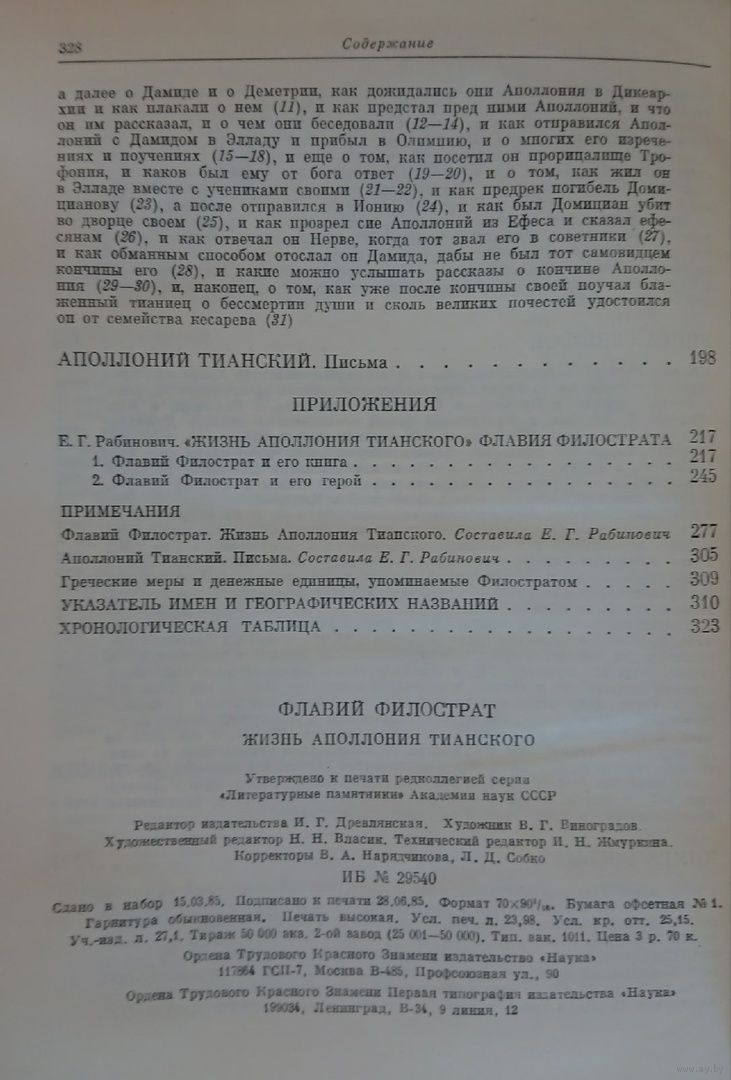 328
Содержание
а далее о Дамиде и о Деметрии, как дожидались они Аполлония в Дикеар-
хии и как плакали о нем (11), и как предстал пред ними Аполлоний, и что
он им рассказал, и о чем они беседовали (12—14), и как отправился Апол-
лоний с Дамидом в Элладу и прибыл в Олимпию, и о многих его изрече-
ниях и поучениях (15—18), и еще о том, как посетил он прорицалище Тро-
фония, и каков был ему от бога ответ (19—20), и о том, как жил он
в Элладе вместе с учениками своими (21—22), и как предрек погибель Доми-
цианову (23), а после отправился в Ионию (24), и как был Домициан убит
во дворце своем (25), и как прозрел сие Аполлоний из Ефеса и сказал ефе-
сянам (26), и как отвечал он Нерве, когда тот звал его в советники (27),
и как обманным способом отослал он Дамида, дабы не был тот самовидцем
кончины его (28), и какие можно услышать рассказы о кончине Аполло-
ния (29—30), и, наконец, о том, как уже после кончины своей поучал бла-
женный тианиец о бессмертии души и сколь великих почестей удостоился
он от семейства кесарева (31)
АПОЛЛОНИЙ ТИАНСКИЙ. Письма . . . . . . . . . . . . . 198
ПРИЛОЖЕНИЯ
Е. Г. Рабинович. «ЖИЗНЬ АПОЛЛОНИЯ ТИАНСКОГО» ФЛАВИЯ ФИЛОСТРАТА 217
1. Флавий Филострат и его книга . . . . . . . . . . . . . . . 217
2. Флавий Филострат и его герой . . . . . . . . . . . . . . 245
ПРИМЕЧАНИЯ
Флавий Филострат. Жизнь Аполлония Тианского. Составила Е. Г. Рабинович 277
Аполлоний Тианский. Письма. Составила Е. Г. Рабинович . . . . . . . . 305
Греческие меры и денежные единицы, упоминаемые Филостратом . . . . 309
УКАЗАТЕЛЬ ИМЕН И ГЕОГРАФИЧЕСКИХ НАЗВАНИЙ . . . . . . . . 310
ХРОНОЛОГИЧЕСКАЯ ТАБЛИЦА . . . . . . . . . . . . . . . . 323
ФЛАВИЙ ФИЛОСТРАТ
ЖИЗНЬ АПОЛЛОНИЯ ТИАНСКОГО
Утверждено к печати редколлегией серии
«Литературные памятники» Академии наук СССР
Редактор издательства И. Г. Древлянская. Художник В. Г. Виноградов.
Художественный редактор Н. Н. Власик. Технический редактор И. Н. Жмуркина.
Корректоры В. А. Нарядчикова, Л. Д. Собко
ИБ № 29540
Сдано в набор 15.03.85. Подписано к печати 28.06.85. Формат 70×90¹/₁₆. Бумага офсетная № 1.
Гарнитура обыкновенная. Печать высокая. Усл. печ. л. 23,98. Усл. кр. отт. 25,15.
Уч.-изд. л. 27,1. Тираж 50 000 экз. 2-ой завод (25 001—50 000). Тип. зак. 1011. Цена 3 р. 70 к.
Ордена Трудового Красного Знамени издательство «Наука»
117864 ГСП-7, Москва В-485, Профсоюзная ул., 90
Ордена Трудового Красного Знамени Первая типография издательства «Наука»
199034, Ленинград, В-34, 9 линия, 12
www.ay.by